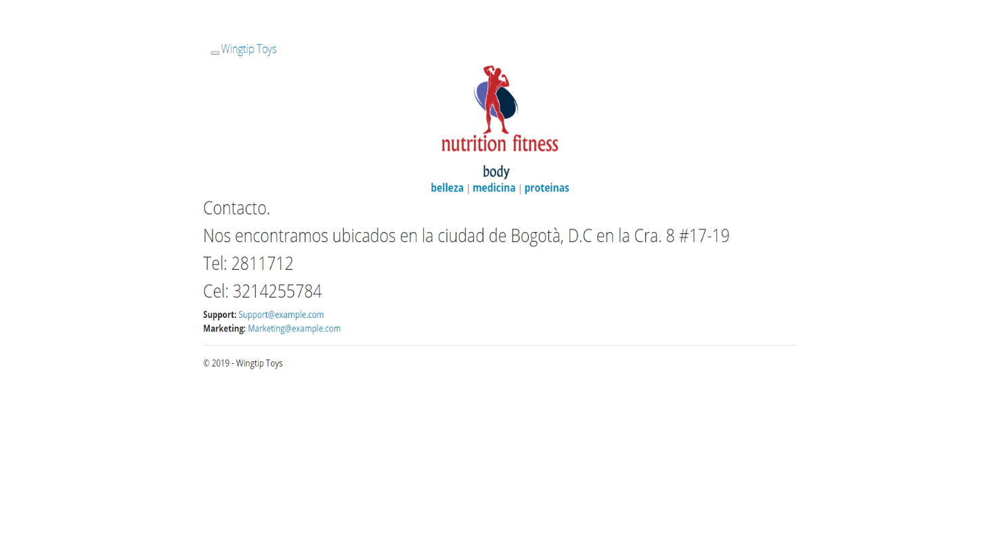 Wingtip Toys
nutrition fitness
body
belleza | medicina | proteinas
Contacto.
Nos encontramos ubicados en la ciudad de Bogotà, D.C en la Cra. 8 #17-19
Tel: 2811712
Cel: 3214255784
Support: Support@example.com
Marketing: Marketing@example.com
© 2019 - Wingtip Toys